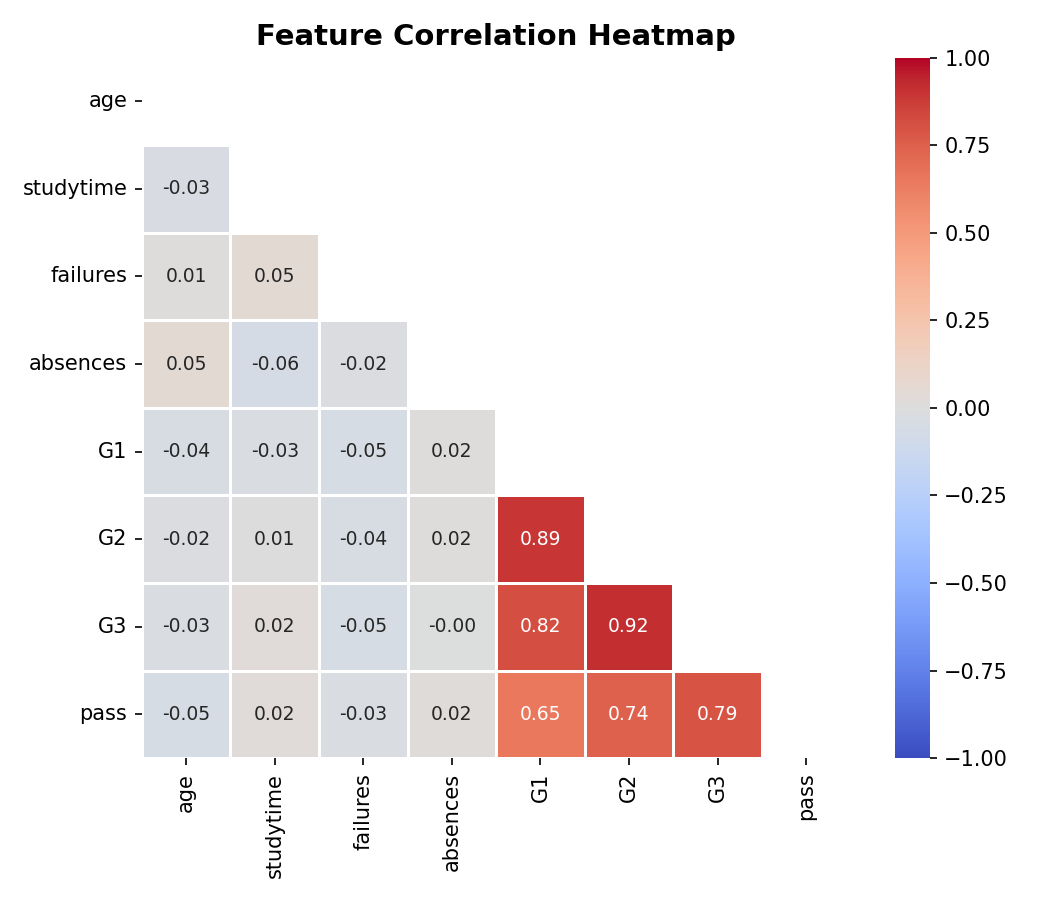 Feature Correlation Heatmap
age
studytime -0.03
failures 0.01 0.05
absences 0.05 -0.06 -0.02
G1 -0.04 -0.03 -0.05 0.02
G2 -0.02 0.01 -0.04 0.02 0.89
G3 -0.03 0.02 -0.05 -0.00 0.82 0.92
pass -0.05 0.02 -0.03 0.02 0.65 0.74 0.79
age studytime failures absences G1 G2 G3 pass
1.00
0.75
0.50
0.25
0.00
−0.25
−0.50
−0.75
−1.00